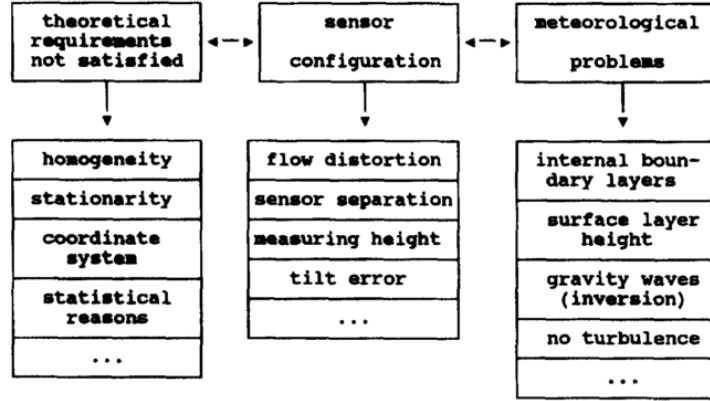 theoretical
requirements
not satisfied
sensor
configuration
meteorological
problems
homogeneity
stationarity
coordinate
system
statistical
reasons
...
flow distortion
sensor separation
measuring height
tilt error
...
internal boun-
dary layers
surface layer
height
gravity waves
(inversion)
no turbulence
...